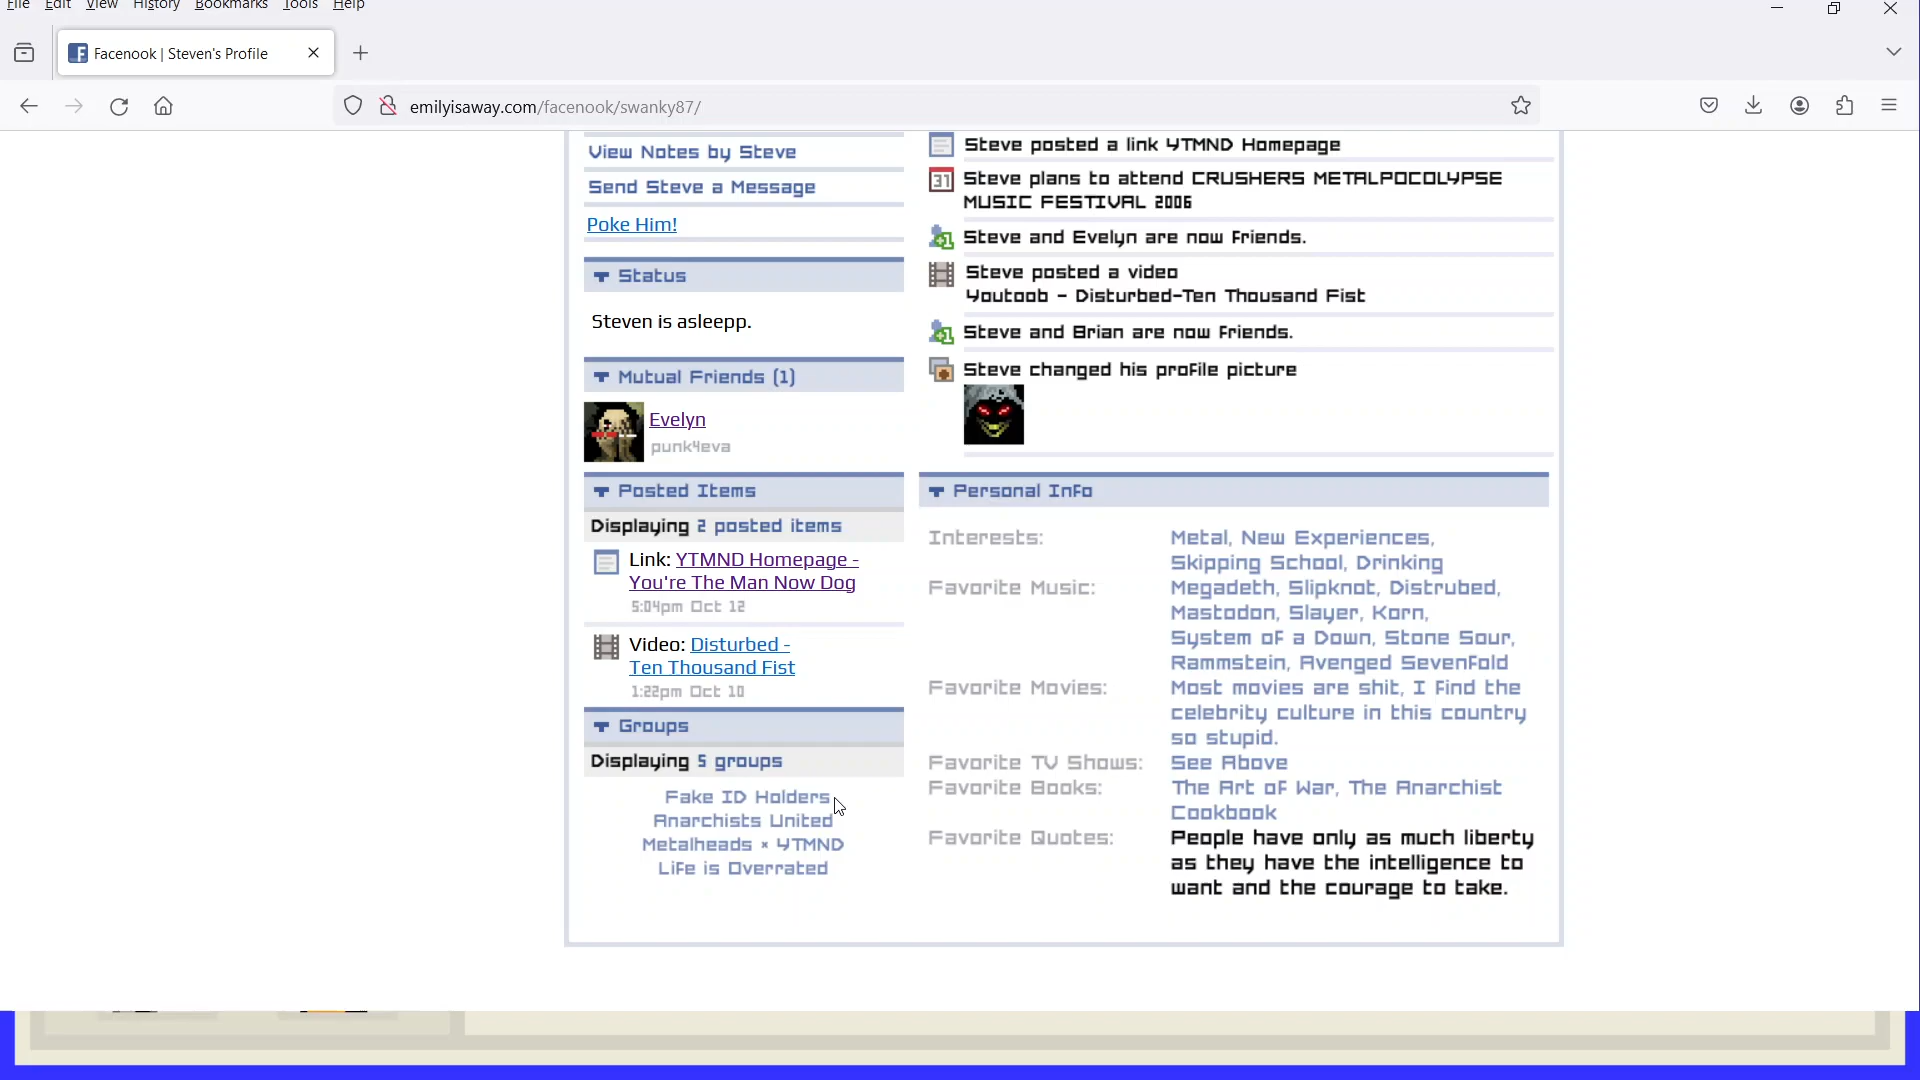 File Edit View History Bookmarks Tools Help
Facenook | Steven's Profile
emilyisaway.com/facenook/swanky87/
View Notes by Steve
Send Steve a Message
Poke Him!
Status
Steven is asleepp.
Mutual Friends (1)
Evelyn
punk4eva
Posted Items
Displaying 2 posted items
Link: YTMND Homepage -
You're The Man Now Dog
5:04pm Oct 12
Video: Disturbed -
Ten Thousand Fist
1:22pm Oct 10
Groups
Displaying 5 groups
Fake ID Holders
Anarchists United
Metalheads * YTMND
Life is Overrated
Steve posted a link YTMND Homepage
31
Steve plans to attend CRUSHERS METALPOCOLYPSE
MUSIC FESTIVAL 2006
+1
Steve and Evelyn are now friends.
Steve posted a video
Youtoob - Disturbed-Ten Thousand Fist
+1
Steve and Brian are now friends.
Steve changed his profile picture
Personal Info
Interests: Metal, New Experiences,
Skipping School, Drinking
Favorite Music: Megadeth, Slipknot, Distrubed,
Mastodon, Slayer, Korn,
System of a Down, Stone Sour,
Rammstein, Avenged Sevenfold
Favorite Movies: Most movies are shit, I find the
celebrity culture in this country
so stupid.
Favorite TV Shows: See Above
Favorite Books: The Art of War, The Anarchist
Cookbook
Favorite Quotes: People have only as much liberty
as they have the intelligence to
want and the courage to take.